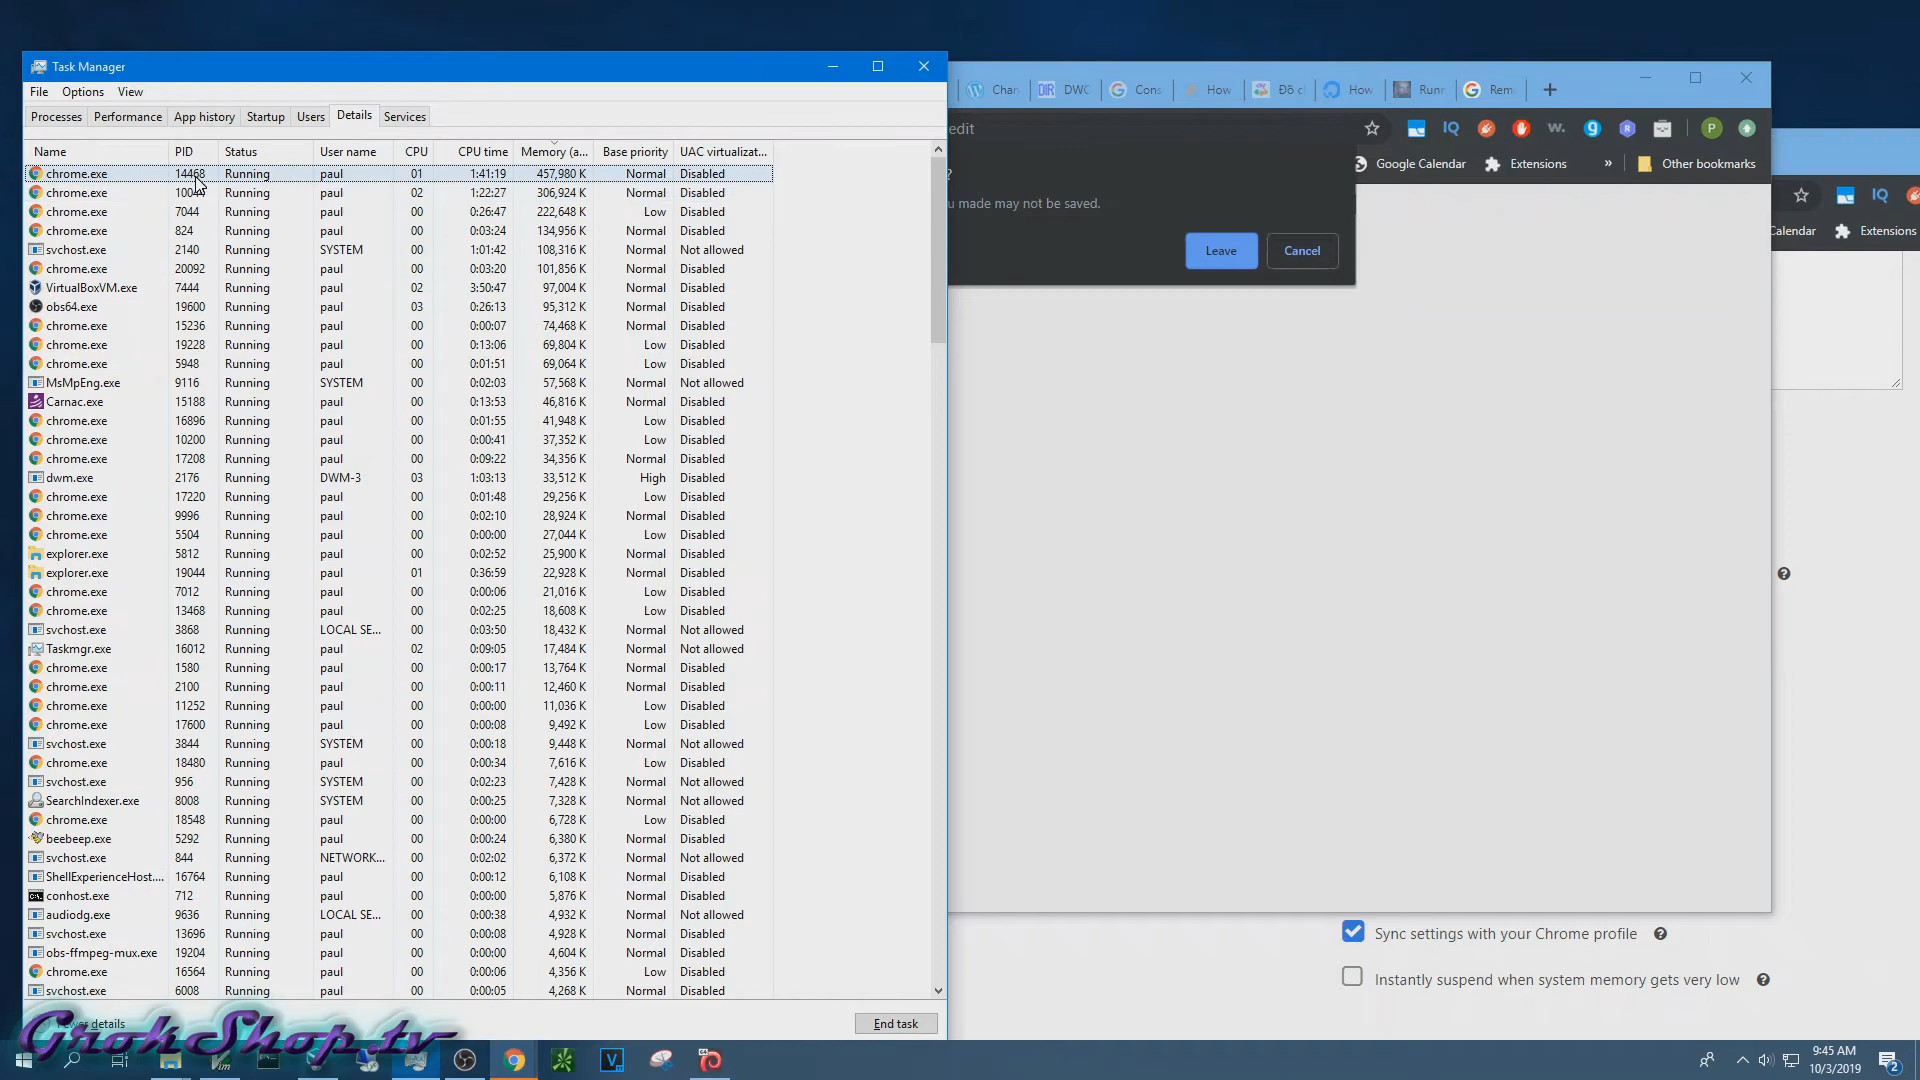 Task Manager
File Options View
Processes Performance App history Startup Users Details Services
Name PID Status User name CPU CPU time Memory (a... Base priority UAC virtualizat...
chrome.exe 14468 Running paul 01 1:41:19 457,980 K Normal Disabled
chrome.exe 10044 Running paul 02 1:22:27 306,924 K Normal Disabled
chrome.exe 7044 Running paul 00 0:26:47 222,648 K Low Disabled
chrome.exe 824 Running paul 00 0:03:24 134,956 K Normal Disabled
svchost.exe 2140 Running SYSTEM 00 1:01:42 108,316 K Normal Not allowed
chrome.exe 20092 Running paul 00 0:03:20 101,856 K Normal Disabled
VirtualBoxVM.exe 7444 Running paul 02 3:50:47 97,004 K Normal Disabled
obs64.exe 19600 Running paul 03 0:26:13 95,312 K Normal Disabled
chrome.exe 15236 Running paul 00 0:00:07 74,468 K Normal Disabled
chrome.exe 19228 Running paul 00 0:13:06 69,804 K Low Disabled
chrome.exe 5948 Running paul 00 0:01:51 69,064 K Low Disabled
MsMpEng.exe 9116 Running SYSTEM 00 0:02:03 57,568 K Normal Not allowed
Carnac.exe 15188 Running paul 00 0:13:53 46,816 K Normal Disabled
chrome.exe 16896 Running paul 00 0:01:55 41,948 K Low Disabled
chrome.exe 10200 Running paul 00 0:00:41 37,352 K Low Disabled
chrome.exe 17208 Running paul 00 0:09:22 34,356 K Normal Disabled
dwm.exe 2176 Running DWM-3 03 1:03:13 33,512 K High Disabled
chrome.exe 17220 Running paul 00 0:01:48 29,256 K Low Disabled
chrome.exe 9996 Running paul 00 0:02:10 28,924 K Normal Disabled
chrome.exe 5504 Running paul 00 0:00:00 27,044 K Low Disabled
explorer.exe 5812 Running paul 00 0:02:52 25,900 K Normal Disabled
explorer.exe 19044 Running paul 01 0:36:59 22,928 K Normal Disabled
chrome.exe 7012 Running paul 00 0:00:06 21,016 K Low Disabled
chrome.exe 13468 Running paul 00 0:02:25 18,608 K Low Disabled
svchost.exe 3868 Running LOCAL SE... 00 0:03:50 18,432 K Normal Not allowed
Taskmgr.exe 16012 Running paul 02 0:09:05 17,484 K Normal Not allowed
chrome.exe 1580 Running paul 00 0:00:17 13,764 K Normal Disabled
chrome.exe 2100 Running paul 00 0:00:11 12,460 K Normal Disabled
chrome.exe 11252 Running paul 00 0:00:00 11,036 K Low Disabled
chrome.exe 17600 Running paul 00 0:00:08 9,492 K Low Disabled
svchost.exe 3844 Running SYSTEM 00 0:00:18 9,448 K Normal Not allowed
chrome.exe 18480 Running paul 00 0:00:34 7,616 K Low Disabled
svchost.exe 956 Running SYSTEM 00 0:02:23 7,428 K Normal Not allowed
SearchIndexer.exe 8008 Running SYSTEM 00 0:00:25 7,328 K Normal Not allowed
chrome.exe 18548 Running paul 00 0:00:00 6,728 K Low Disabled
beebeep.exe 5292 Running paul 00 0:00:24 6,380 K Normal Disabled
svchost.exe 844 Running NETWORK... 00 0:02:02 6,372 K Normal Not allowed
ShellExperienceHost.... 16764 Running paul 00 0:00:12 6,108 K Normal Disabled
conhost.exe 712 Running paul 00 0:00:00 5,876 K Normal Disabled
audiodg.exe 9636 Running LOCAL SE... 00 0:00:38 4,932 K Normal Not allowed
svchost.exe 13696 Running paul 00 0:00:08 4,928 K Normal Disabled
obs-ffmpeg-mux.exe 19204 Running paul 00 0:00:00 4,604 K Normal Disabled
chrome.exe 16564 Running paul 00 0:00:06 4,356 K Low Disabled
svchost.exe 6008 Running paul 00 0:00:05 4,268 K Normal Disabled
Fewer details End task
GrokShop.tv
Chan DWC Cons How Đồ c How Runn Rem
edit
Google Calendar Extensions » Other bookmarks
?
u made may not be saved.
Leave Cancel
Calendar Extensions
Sync settings with your Chrome profile
Instantly suspend when system memory gets very low
9:45 AM
10/3/2019
2